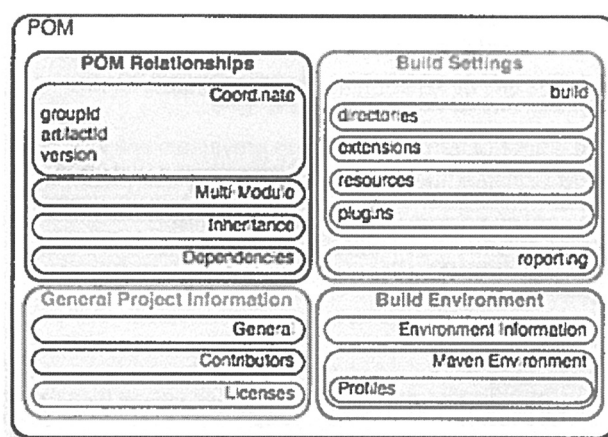 POM
POM Relationships
Coordinate
groupId
artifactId
version
Multi-Module
Inheritance
Dependencies
Build Settings
build
directories
extensions
resources
plugins
reporting
General Project Information
General
Contributors
Licenses
Build Environment
Environment Information
Maven Environment
Profiles